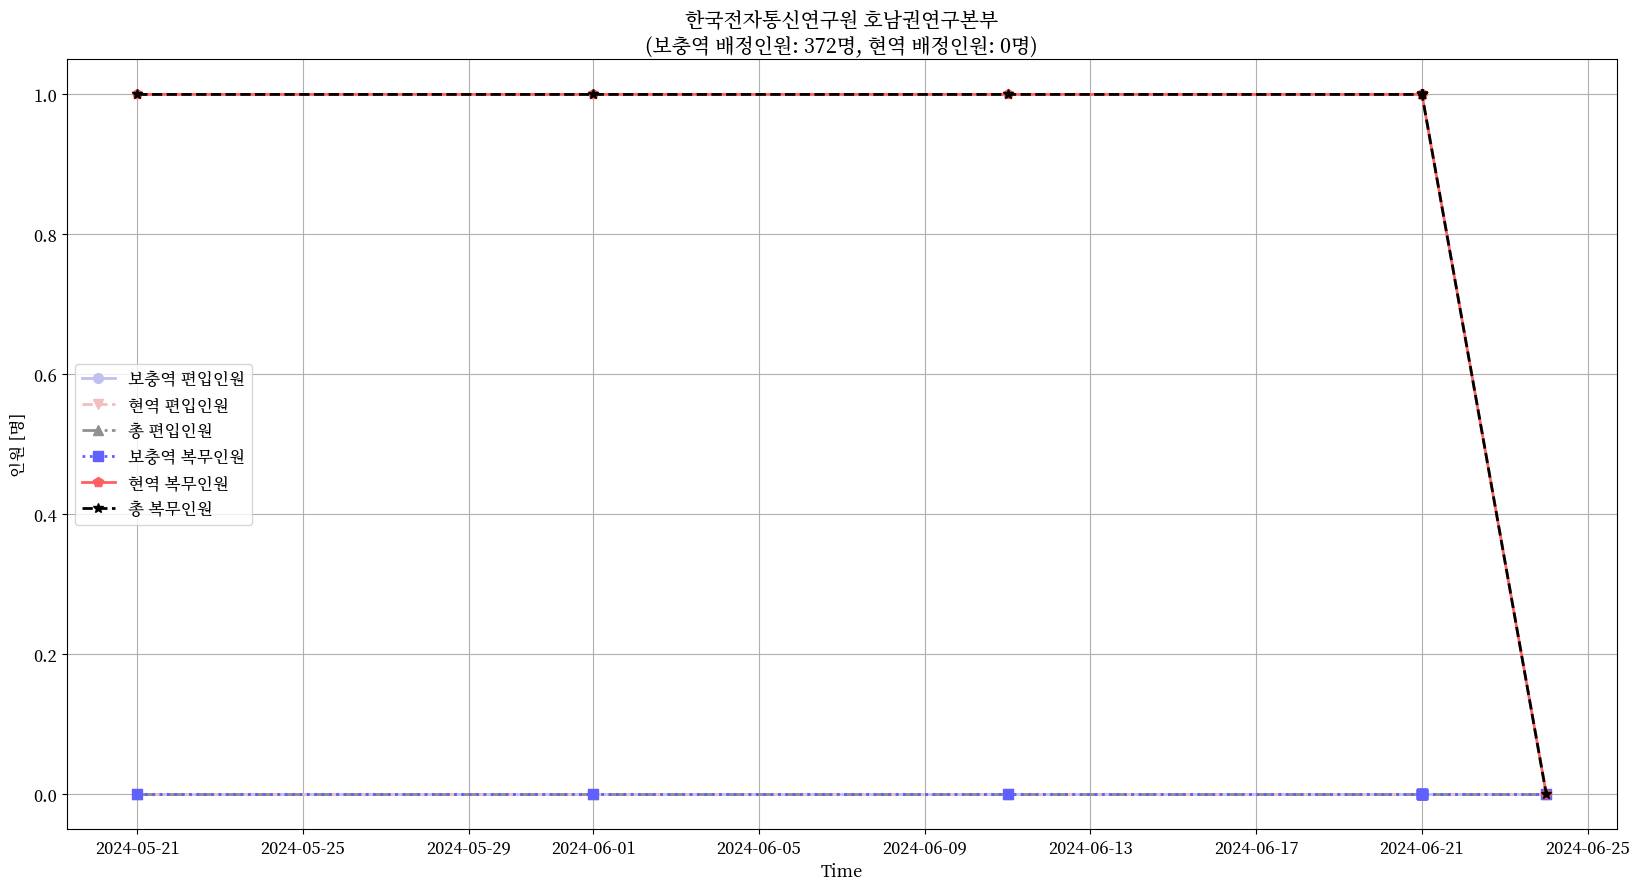 한국전자통신연구원 호남권연구본부
(보충역 배정인원: 372명, 현역 배정인원: 0명)
1.0
0.8
0.6
0.4
0.2
0.0
인원 [명]
보충역 편입인원
현역 편입인원
총 편입인원
보충역 복무인원
현역 복무인원
총 복무인원
2024-05-21
2024-05-25
2024-05-29
2024-06-01
2024-06-05
2024-06-09
2024-06-13
2024-06-17
2024-06-21
2024-06-25
Time